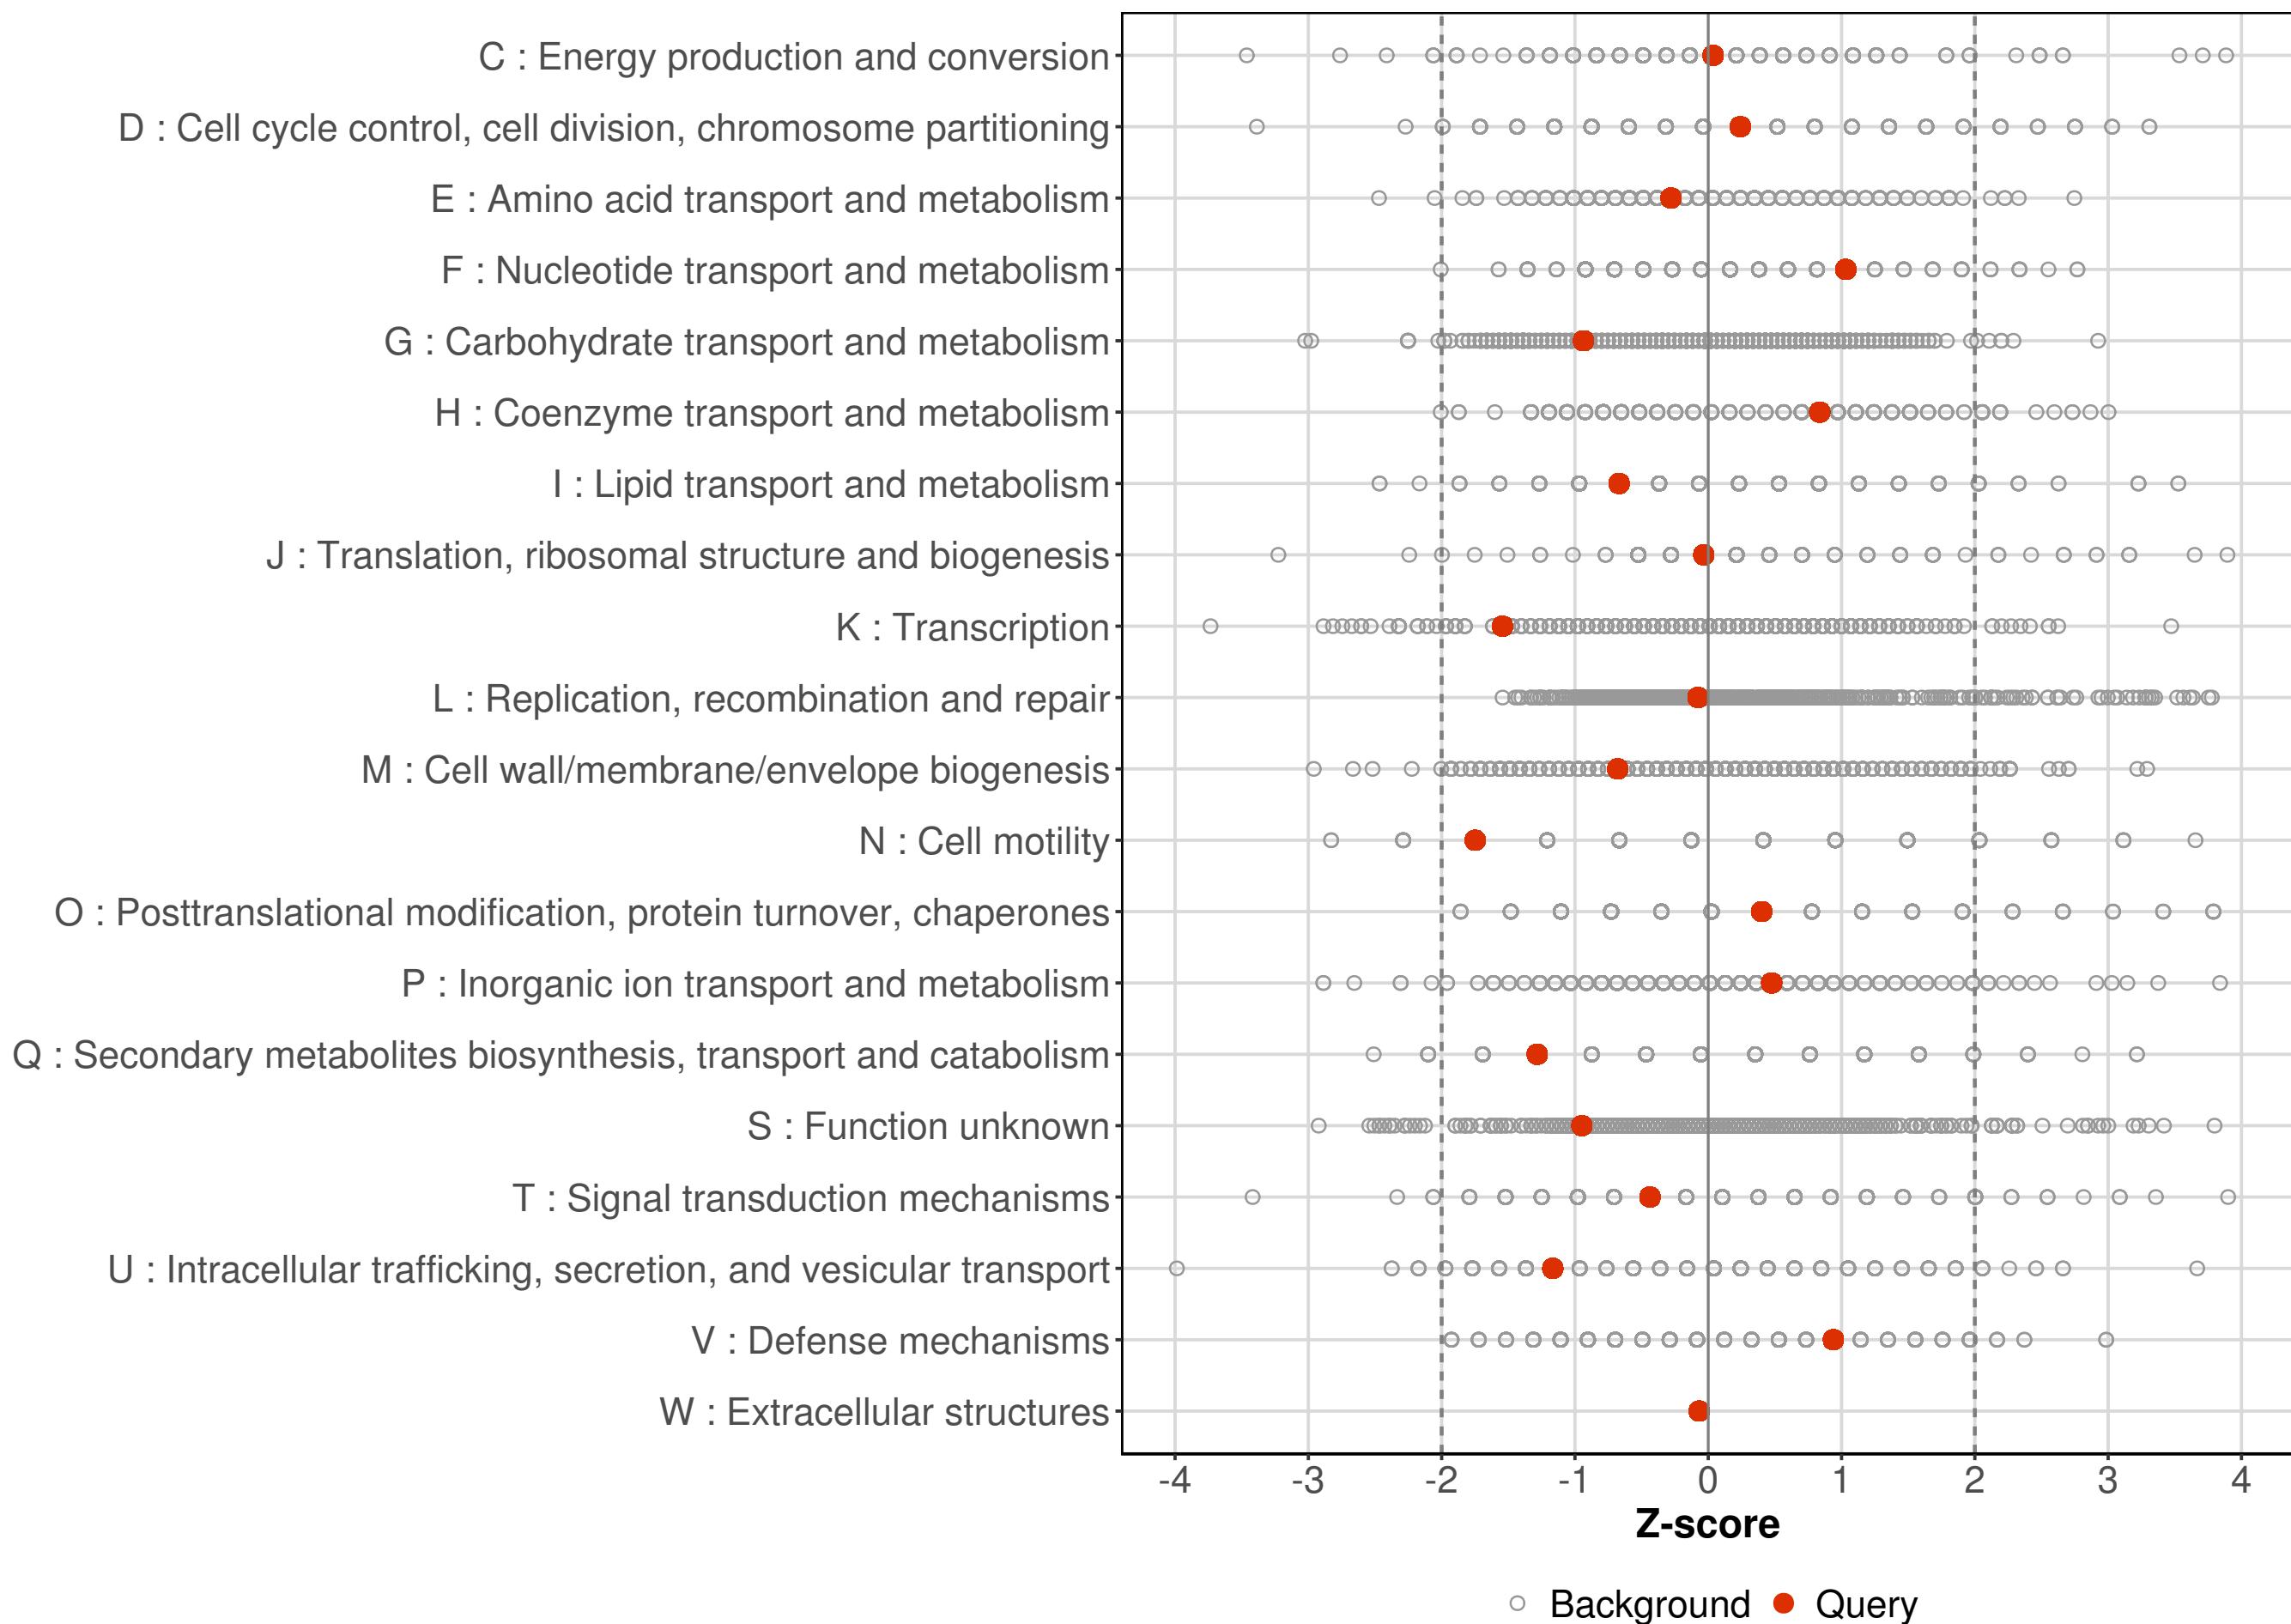 C : Energy production and conversion
D : Cell cycle control, cell division, chromosome partitioning
E : Amino acid transport and metabolism
F : Nucleotide transport and metabolism
G : Carbohydrate transport and metabolism
H : Coenzyme transport and metabolism
I : Lipid transport and metabolism
J : Translation, ribosomal structure and biogenesis
K : Transcription
L : Replication, recombination and repair
M : Cell wall/membrane/envelope biogenesis
N : Cell motility
O : Posttranslational modification, protein turnover, chaperones
P : Inorganic ion transport and metabolism
Q : Secondary metabolites biosynthesis, transport and catabolism
S : Function unknown
T : Signal transduction mechanisms
U : Intracellular trafficking, secretion, and vesicular transport
V : Defense mechanisms
W : Extracellular structures
-4 -3 -2 -1 0 1 2 3 4
Z-score
Background Query